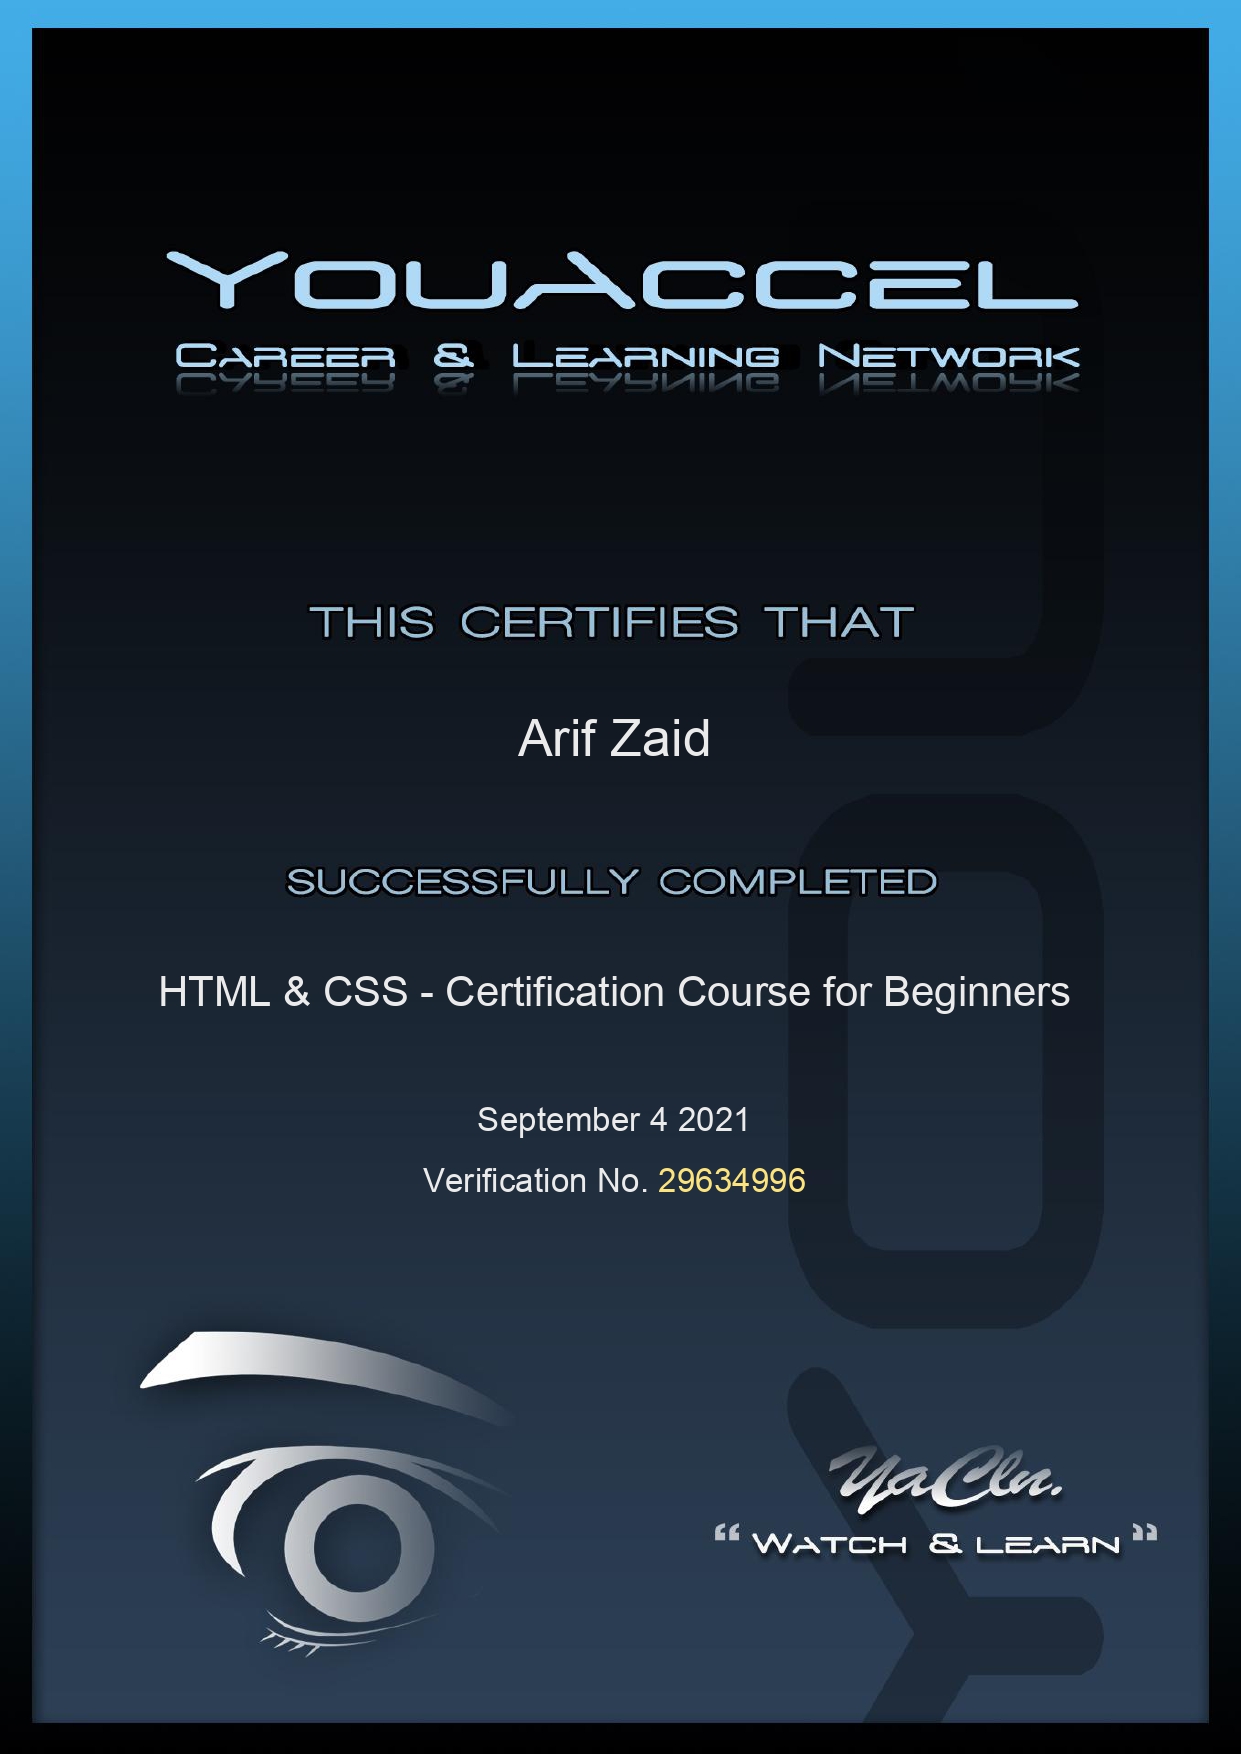 YouAccel
Career & Learning Network
THIS CERTIFIES THAT
Arif Zaid
SUCCESSFULLY COMPLETED
HTML & CSS - Certification Course for Beginners
September 4 2021
Verification No. 29634996
YaCln.
“ Watch & learn ”
YOU